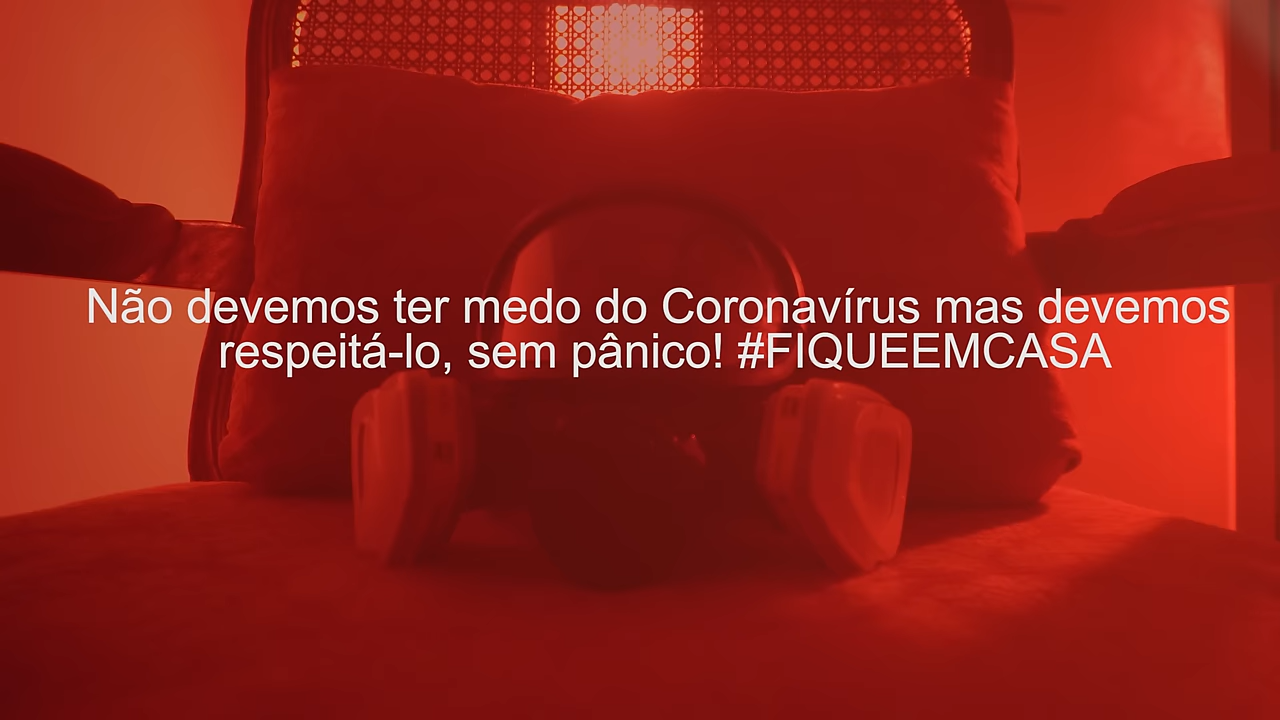 Não devemos ter medo do Coronavírus mas devemos
respeitá-lo, sem pânico! #FIQUEEMCASA